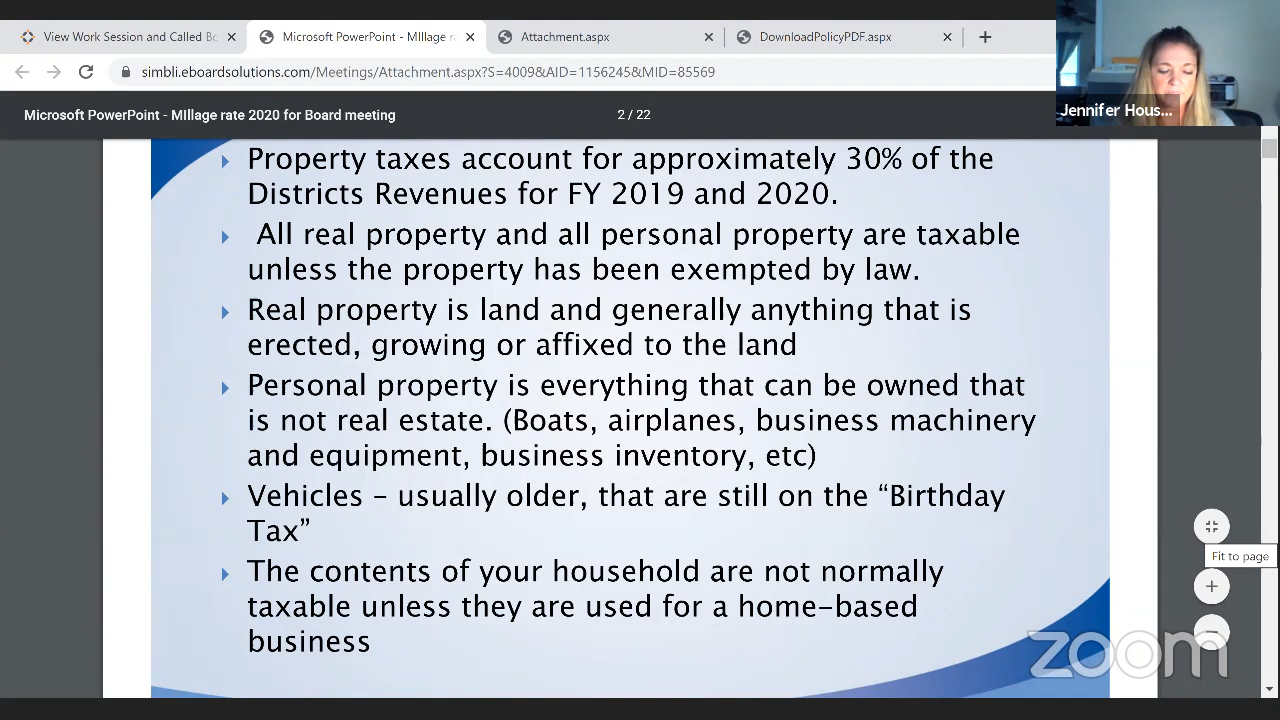 View Work Session and Called Bo
Microsoft PowerPoint - MIllage ra
Attachment.aspx
DownloadPolicyPDF.aspx
simbli.eboardsolutions.com/Meetings/Attachment.aspx?S=4009&AID=1156245&MID=85569
Jennifer Hous...
Microsoft PowerPoint - MIllage rate 2020 for Board meeting
2 / 22
Property taxes account for approximately 30% of the
Districts Revenues for FY 2019 and 2020.
All real property and all personal property are taxable
unless the property has been exempted by law.
Real property is land and generally anything that is
erected, growing or affixed to the land
Personal property is everything that can be owned that
is not real estate. (Boats, airplanes, business machinery
and equipment, business inventory, etc)
Vehicles – usually older, that are still on the “Birthday
Tax”
The contents of your household are not normally
taxable unless they are used for a home-based
business
Fit to page
zoom